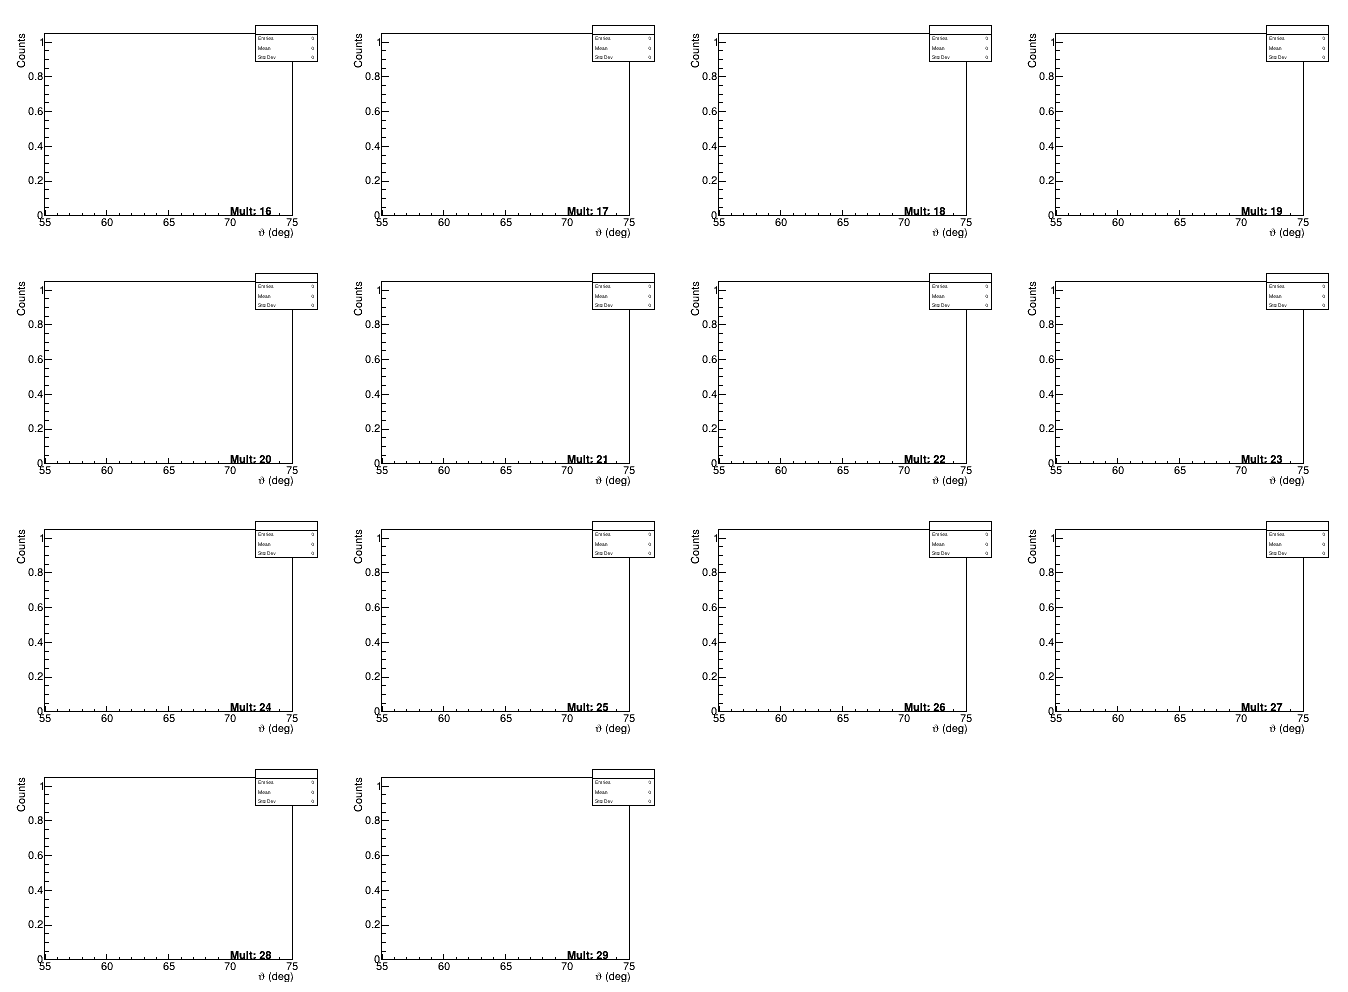 Counts
Entries 0
Mean 0
Std Dev 0
1
0.8
0.6
0.4
0.2
0
Mult: 16
55 60 65 70 75
ϑ (deg)
Counts
Entries 0
Mean 0
Std Dev 0
1
0.8
0.6
0.4
0.2
0
Mult: 17
55 60 65 70 75
ϑ (deg)
Counts
Entries 0
Mean 0
Std Dev 0
1
0.8
0.6
0.4
0.2
0
Mult: 18
55 60 65 70 75
ϑ (deg)
Counts
Entries 0
Mean 0
Std Dev 0
1
0.8
0.6
0.4
0.2
0
Mult: 19
55 60 65 70 75
ϑ (deg)
Counts
Entries 0
Mean 0
Std Dev 0
1
0.8
0.6
0.4
0.2
0
Mult: 20
55 60 65 70 75
ϑ (deg)
Counts
Entries 0
Mean 0
Std Dev 0
1
0.8
0.6
0.4
0.2
0
Mult: 21
55 60 65 70 75
ϑ (deg)
Counts
Entries 0
Mean 0
Std Dev 0
1
0.8
0.6
0.4
0.2
0
Mult: 22
55 60 65 70 75
ϑ (deg)
Counts
Entries 0
Mean 0
Std Dev 0
1
0.8
0.6
0.4
0.2
0
Mult: 23
55 60 65 70 75
ϑ (deg)
Counts
Entries 0
Mean 0
Std Dev 0
1
0.8
0.6
0.4
0.2
0
Mult: 24
55 60 65 70 75
ϑ (deg)
Counts
Entries 0
Mean 0
Std Dev 0
1
0.8
0.6
0.4
0.2
0
Mult: 25
55 60 65 70 75
ϑ (deg)
Counts
Entries 0
Mean 0
Std Dev 0
1
0.8
0.6
0.4
0.2
0
Mult: 26
55 60 65 70 75
ϑ (deg)
Counts
Entries 0
Mean 0
Std Dev 0
1
0.8
0.6
0.4
0.2
0
Mult: 27
55 60 65 70 75
ϑ (deg)
Counts
Entries 0
Mean 0
Std Dev 0
1
0.8
0.6
0.4
0.2
0
Mult: 28
55 60 65 70 75
ϑ (deg)
Counts
Entries 0
Mean 0
Std Dev 0
1
0.8
0.6
0.4
0.2
0
Mult: 29
55 60 65 70 75
ϑ (deg)